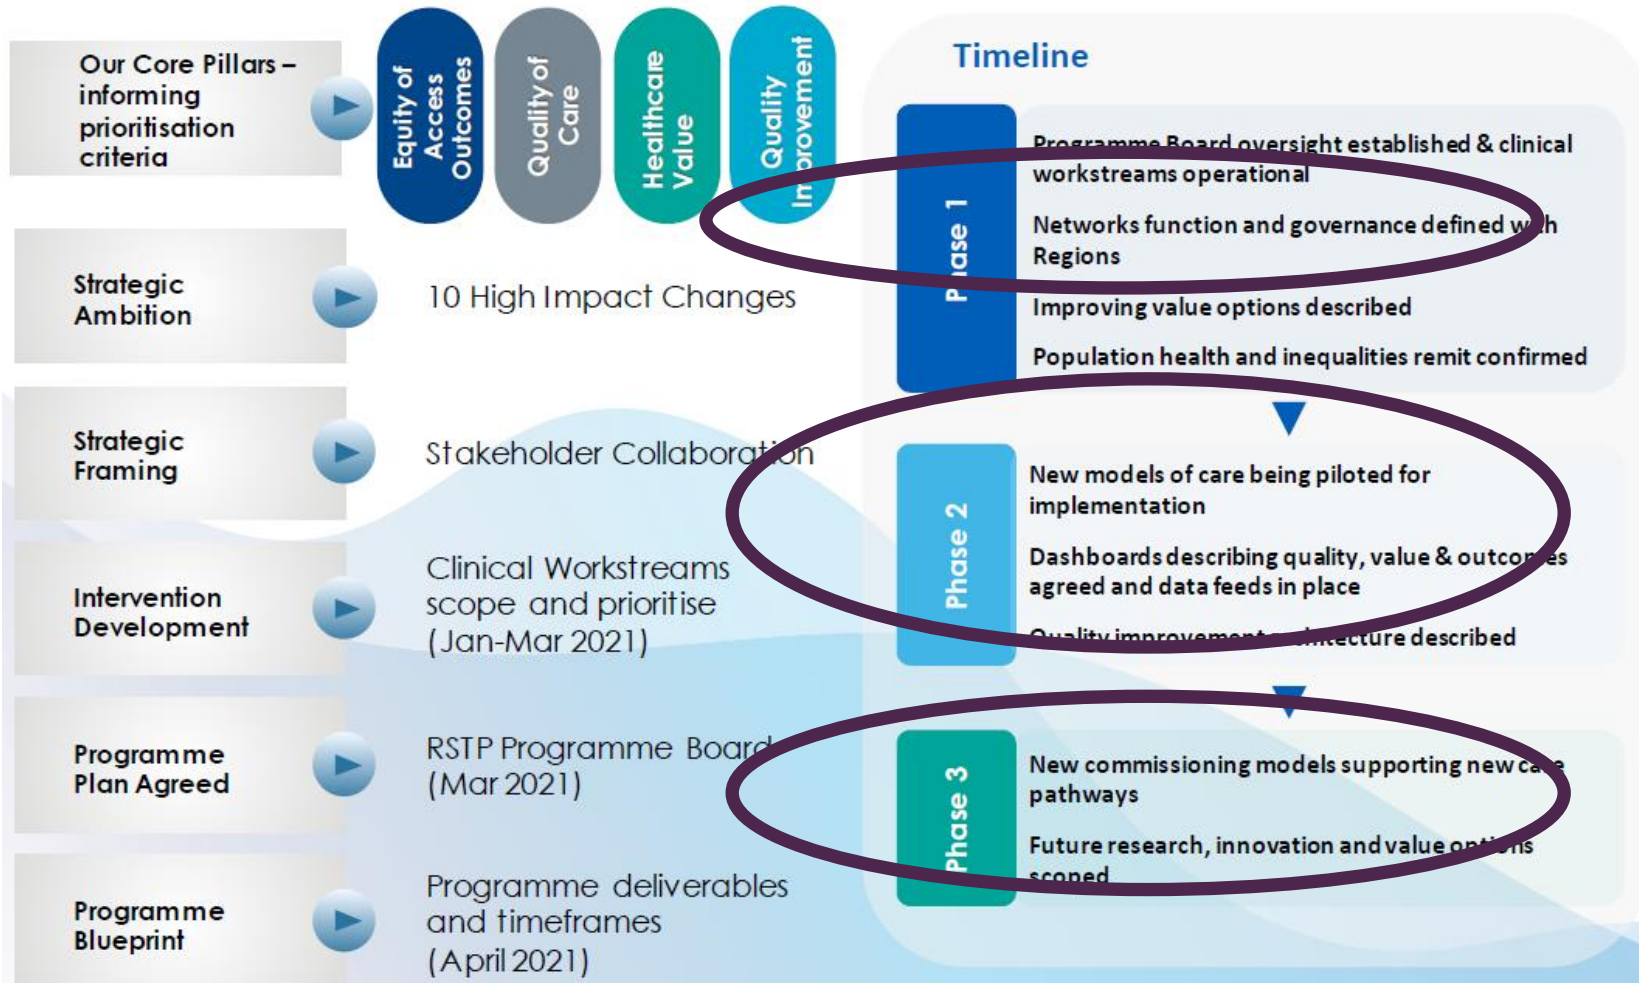 Our Core Pillars –
informing
prioritisation
criteria
Equity of
Access
Outcomes
Quality of
Care
Healthcare
Value
Quality
Improvement
Strategic
Ambition
10 High Impact Changes
Strategic
Framing
Stakeholder Collaboration
Intervention
Development
Clinical Workstreams
scope and prioritise
(Jan-Mar 2021)
Programme
Plan Agreed
RSTP Programme Board
(Mar 2021)
Programme
Blueprint
Programme deliverables
and timeframes
(April 2021)
Timeline
Phase 1
Programme Board oversight established & clinical
workstreams operational
Networks function and governance defined with
Regions
Improving value options described
Population health and inequalities remit confirmed
Phase 2
New models of care being piloted for
implementation
Dashboards describing quality, value & outcomes
agreed and data feeds in place
Quality improvement architecture described
Phase 3
New commissioning models supporting new care
pathways
Future research, innovation and value options
scoped